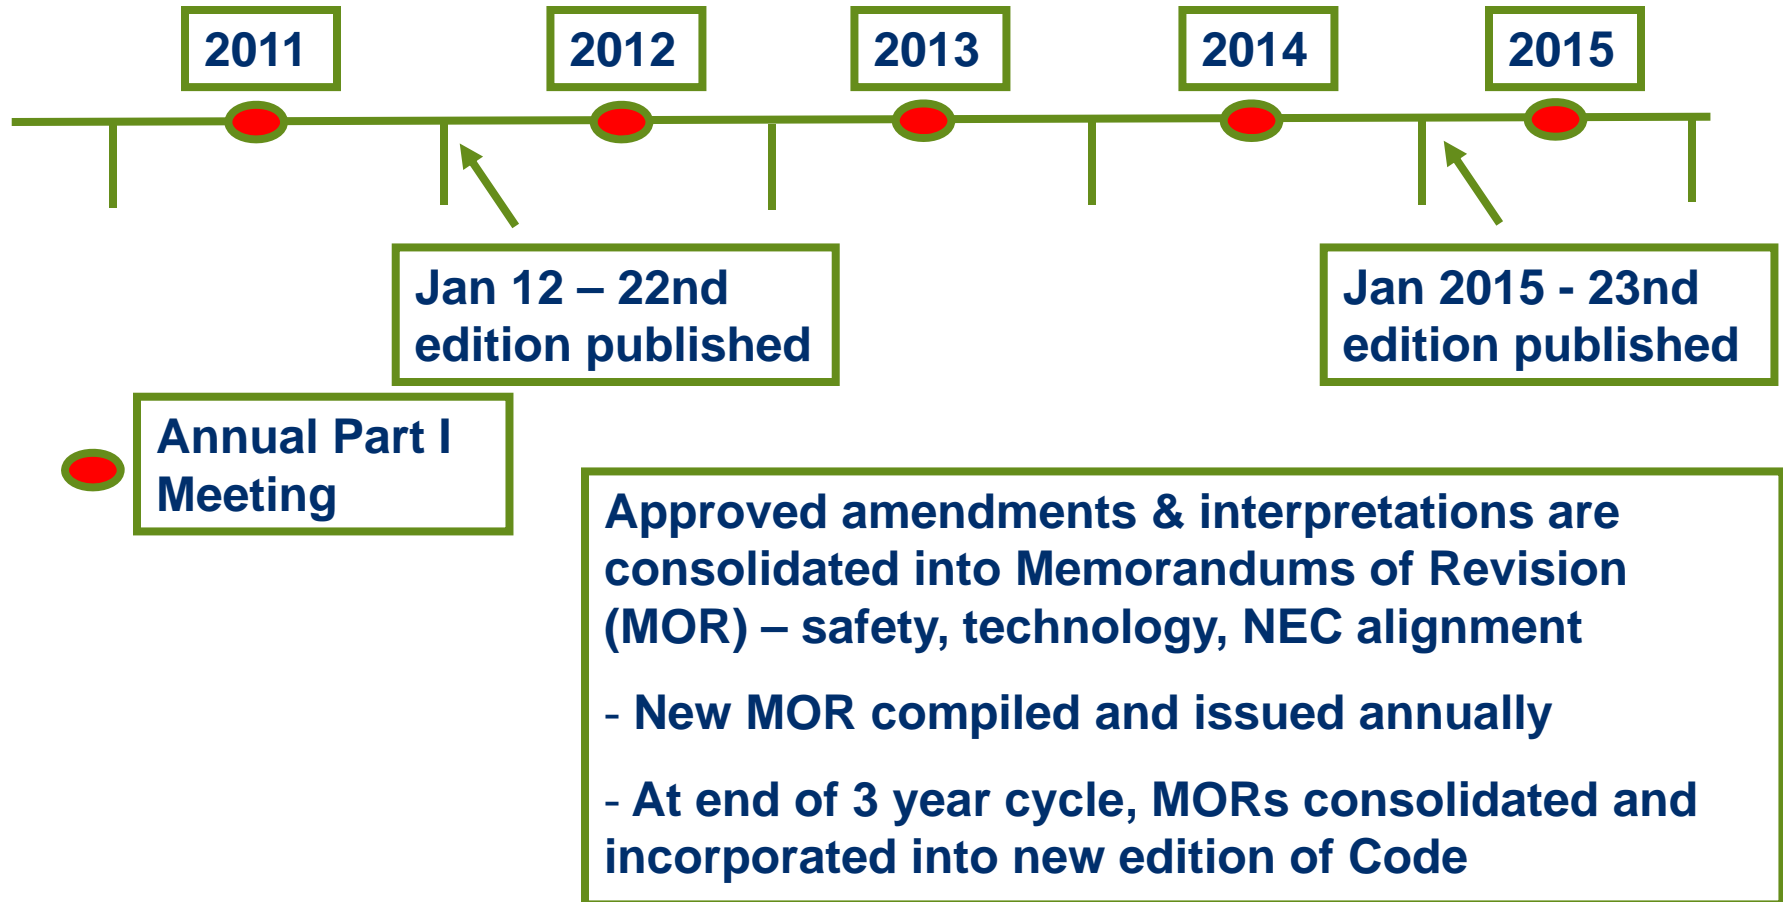 2011
2012
2013
2014
2015
Jan 12 – 22nd
edition published
Jan 2015 - 23nd
edition published
Annual Part I
Meeting
Approved amendments & interpretations are
consolidated into Memorandums of Revision
(MOR) – safety, technology, NEC alignment
- New MOR compiled and issued annually
- At end of 3 year cycle, MORs consolidated and
incorporated into new edition of Code